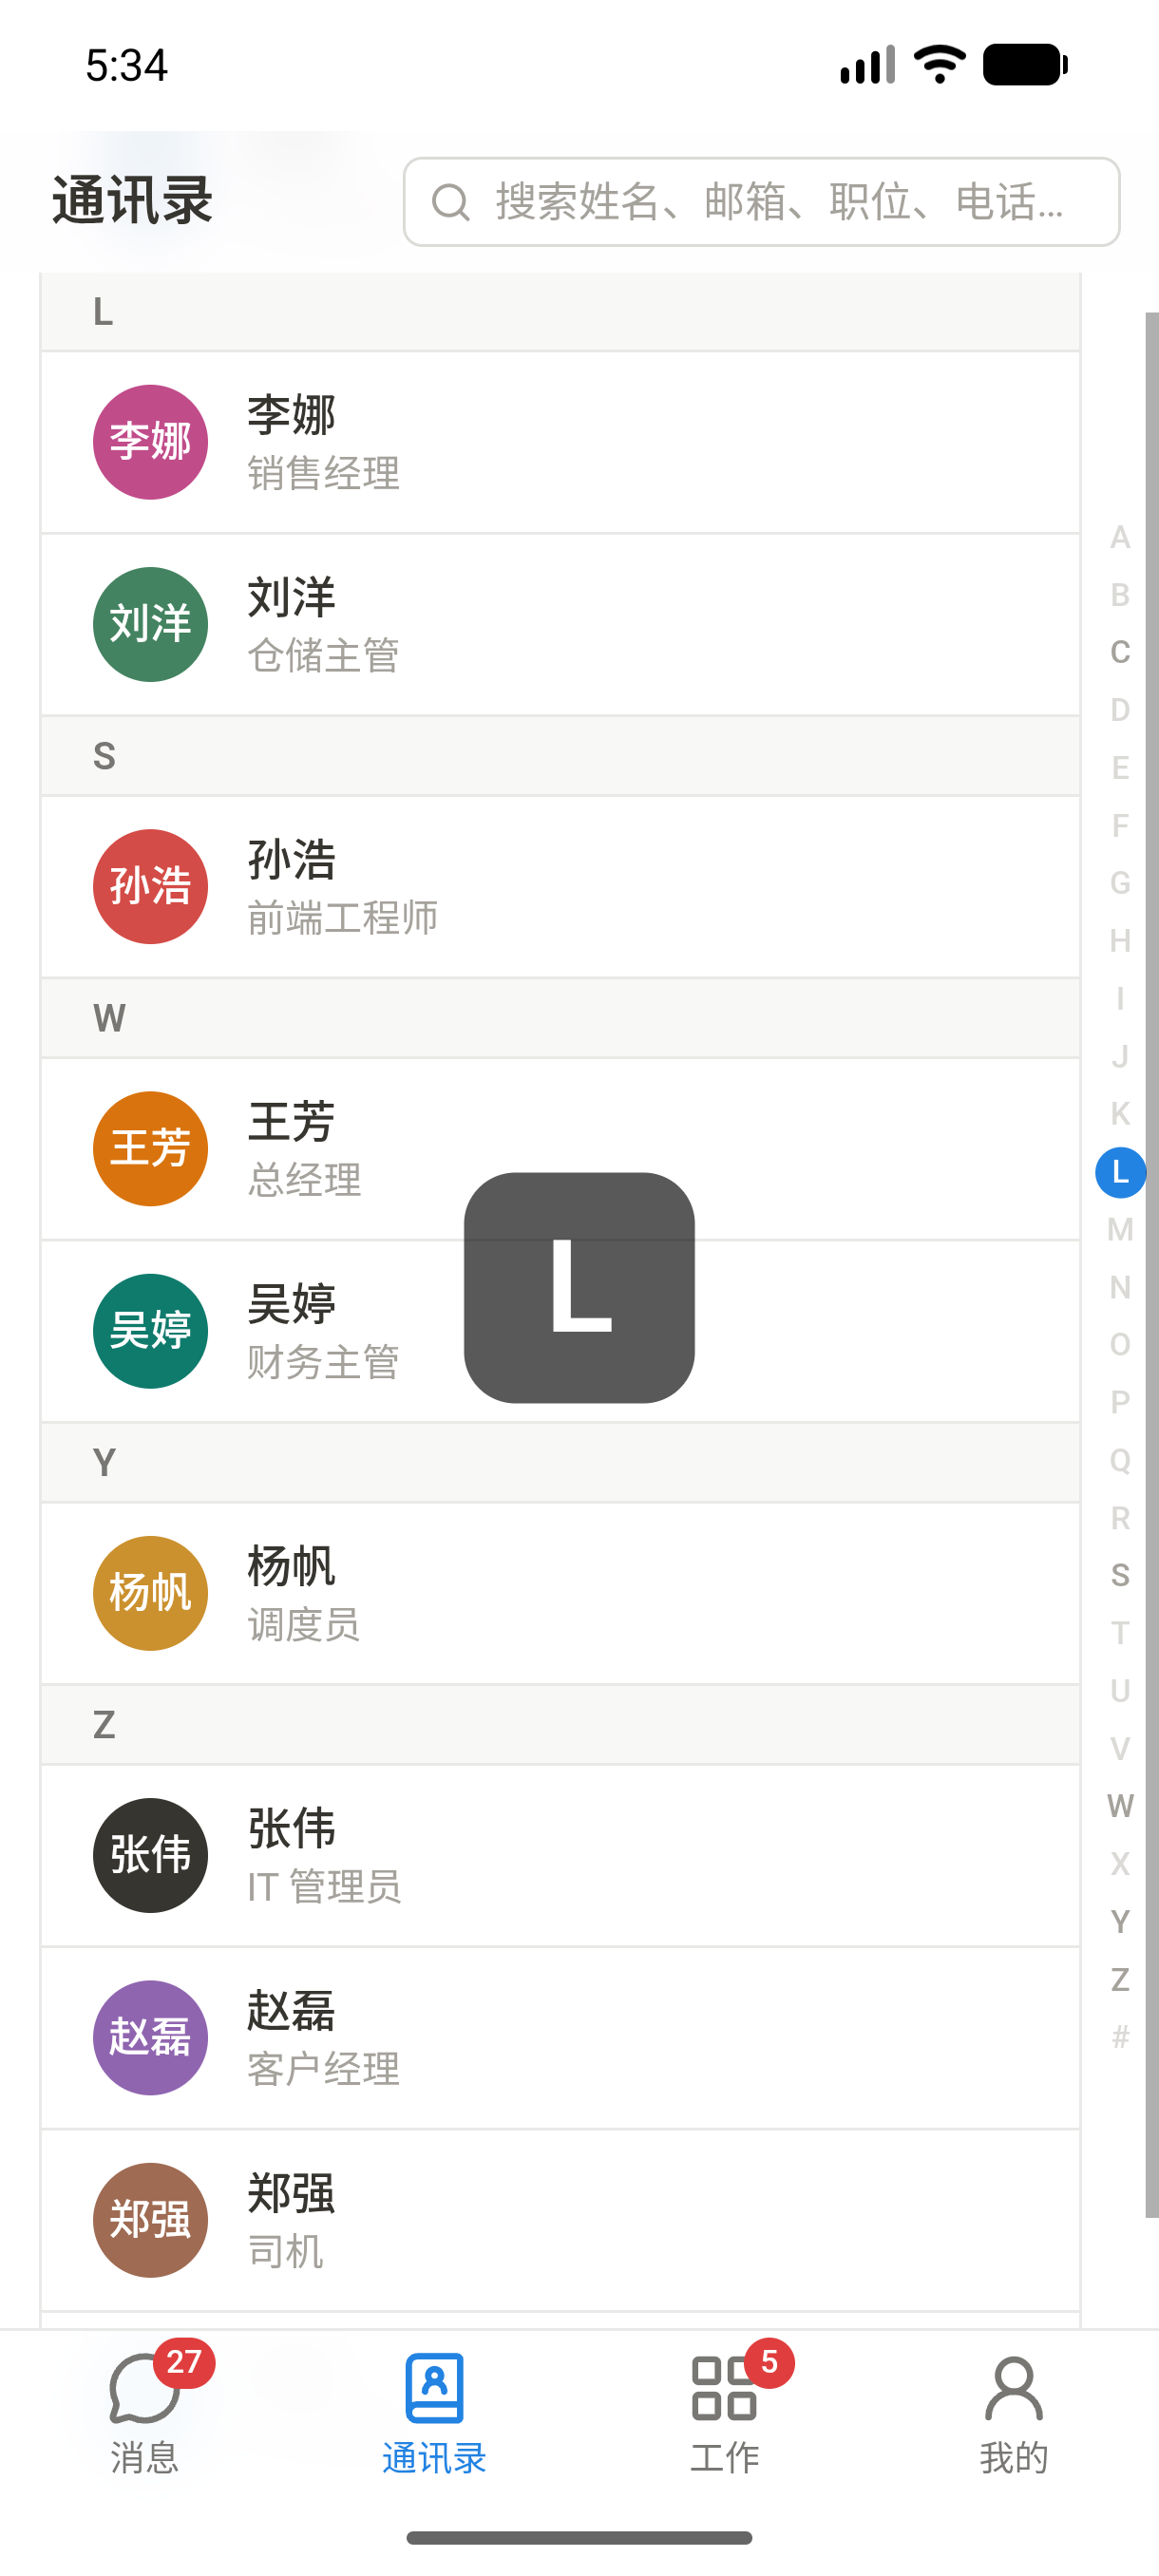 5:34
通讯录
搜索姓名、邮箱、职位、电话...
L
李娜
李娜
销售经理
刘洋
刘洋
仓储主管
S
孙浩
孙浩
前端工程师
W
王芳
王芳
总经理
吴婷
吴婷
财务主管
L
Y
杨帆
杨帆
调度员
Z
张伟
张伟
IT 管理员
赵磊
赵磊
客户经理
郑强
郑强
司机
A
B
C
D
E
F
G
H
I
J
K
L
M
N
O
P
Q
R
S
T
U
V
W
X
Y
Z
#
27
消息
通讯录
5
工作
我的